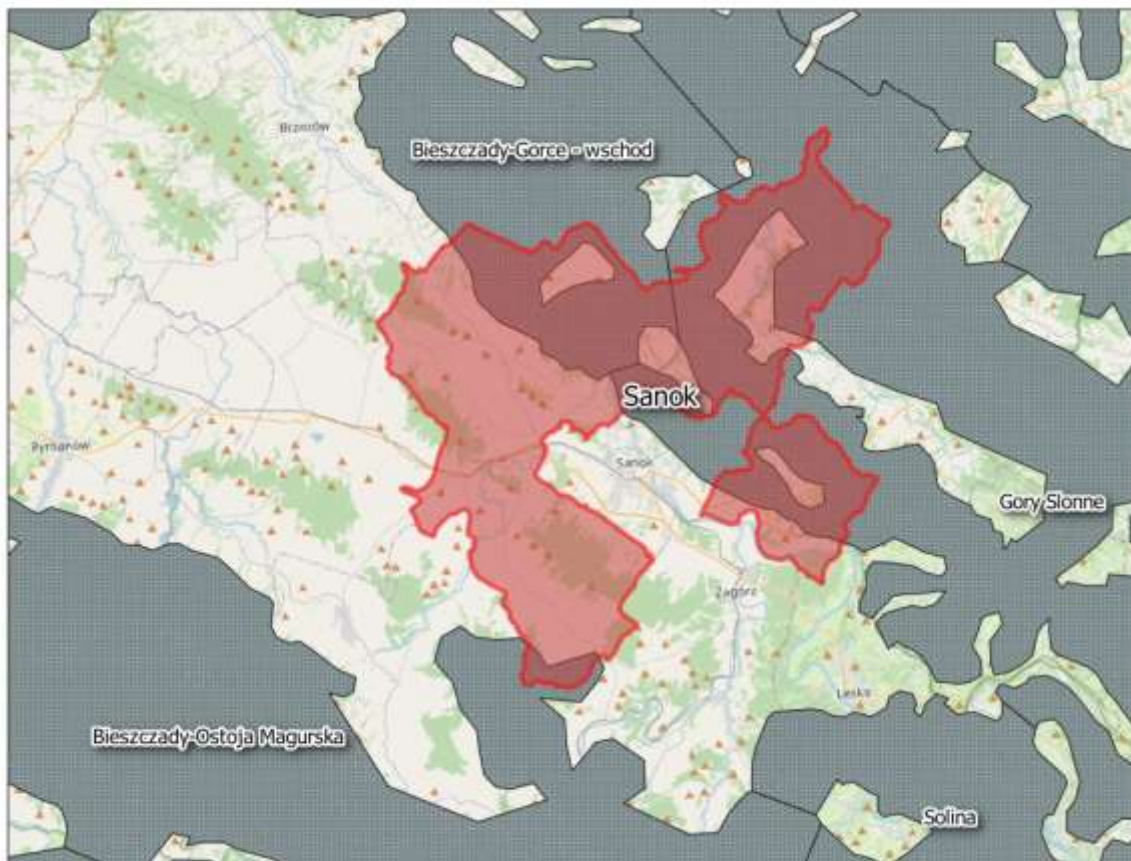 Brzozów
Bieszczady-Gorce - wschod
Sanok
Rymanów
Sanok
Gory Slonne
Zagórz
Lesko
Bieszczady-Ostoja Magurska
Solina